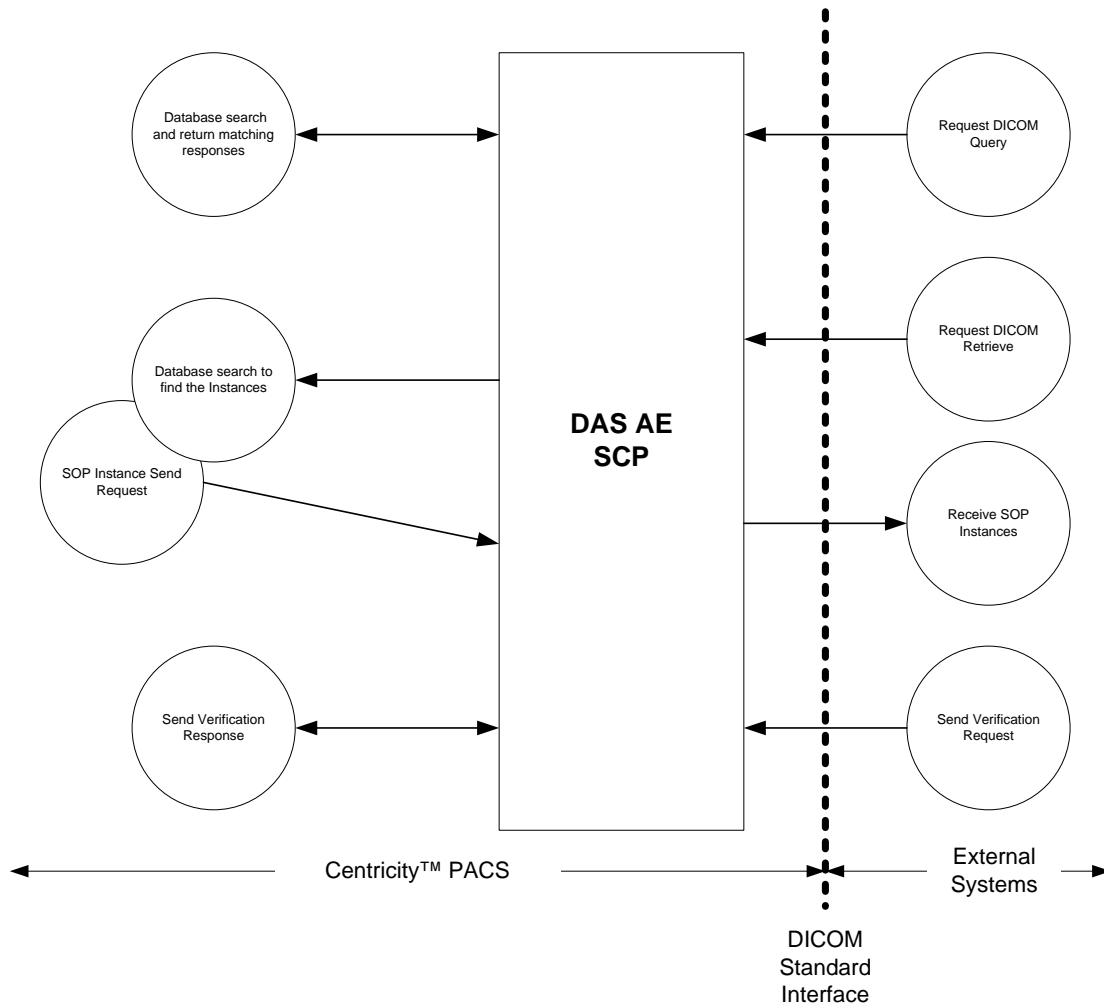 Database search
and return matching
responses
Request DICOM
Query
Request DICOM
Retrieve
Database search to
find the Instances
DAS AE
SCP
SOP Instance Send
Request
Receive SOP
Instances
Send Verification
Response
Send Verification
Request
Centricity™ PACS
External
Systems
DICOM
Standard
Interface